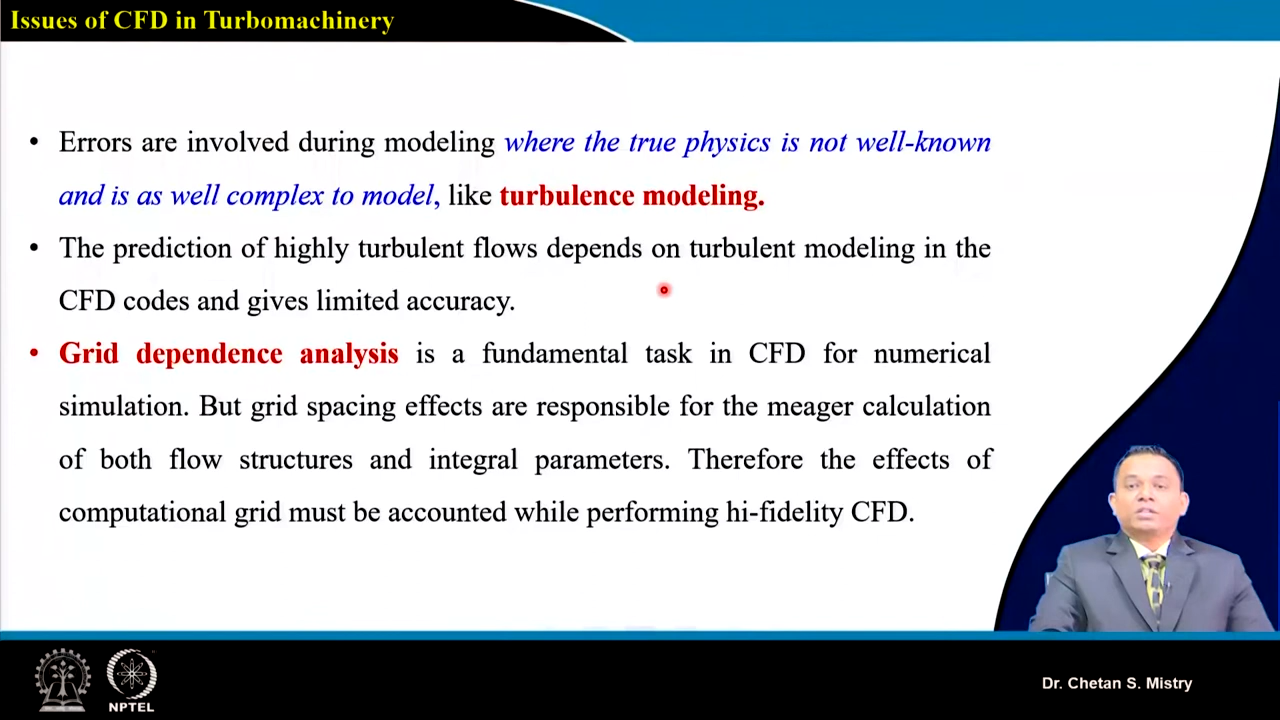 Issues of CFD in Turbomachinery
• Errors are involved during modeling where the true physics is not well-known
and is as well complex to model, like turbulence modeling.
• The prediction of highly turbulent flows depends on turbulent modeling in the
CFD codes and gives limited accuracy.
• Grid dependence analysis is a fundamental task in CFD for numerical
simulation. But grid spacing effects are responsible for the meager calculation
of both flow structures and integral parameters. Therefore the effects of
computational grid must be accounted while performing hi-fidelity CFD.
NPTEL
Dr. Chetan S. Mistry